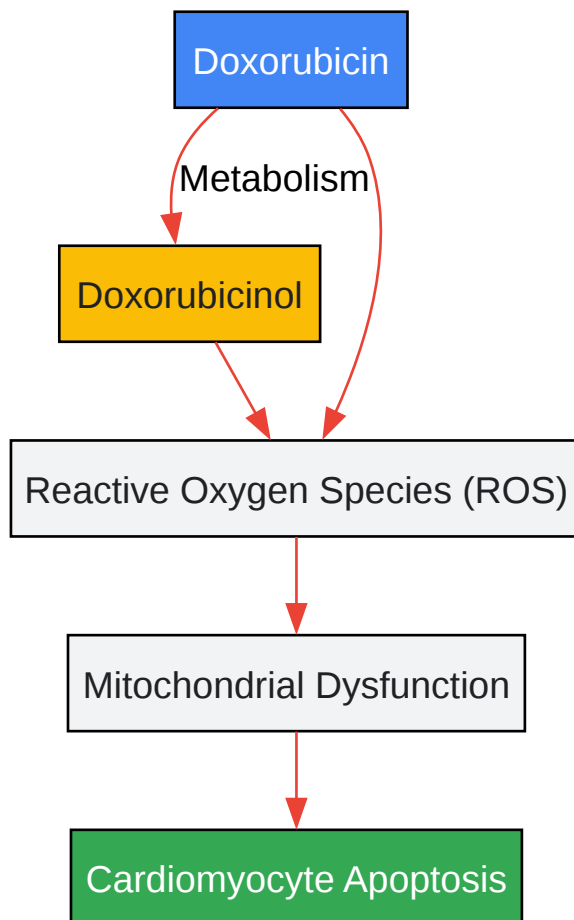 Doxorubicin
Metabolism
Doxorubicinol
Reactive Oxygen Species (ROS)
Mitochondrial Dysfunction
Cardiomyocyte Apoptosis